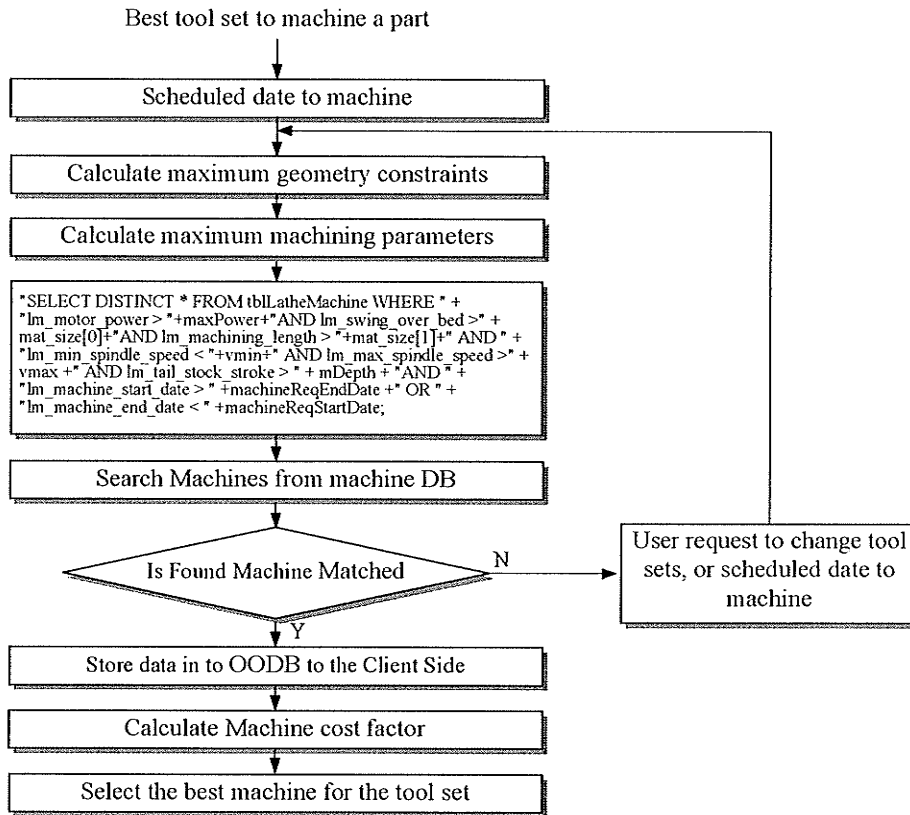 Best tool set to machine a part
Scheduled date to machine
Calculate maximum geometry constraints
Calculate maximum machining parameters
"SELECT DISTINCT * FROM tblLatheMachine WHERE " +
"lm_motor_power > "+maxPower+"AND lm_swing_over_bed >" +
mat_size[0]+"AND lm_machining_length > "+mat_size[1]+" AND " +
"lm_min_spindle_speed < "+vmin+" AND lm_max_spindle_speed >" +
vmax +" AND lm_tail_stock_stroke > " + mDepth + "AND " +
"lm_machine_start_date > " +machineReqEndDate +" OR " +
"lm_machine_end_date < " +machineReqStartDate;
Search Machines from machine DB
Is Found Machine Matched
N
User request to change tool
sets, or scheduled date to
machine
Y
Store data in to OODB to the Client Side
Calculate Machine cost factor
Select the best machine for the tool set